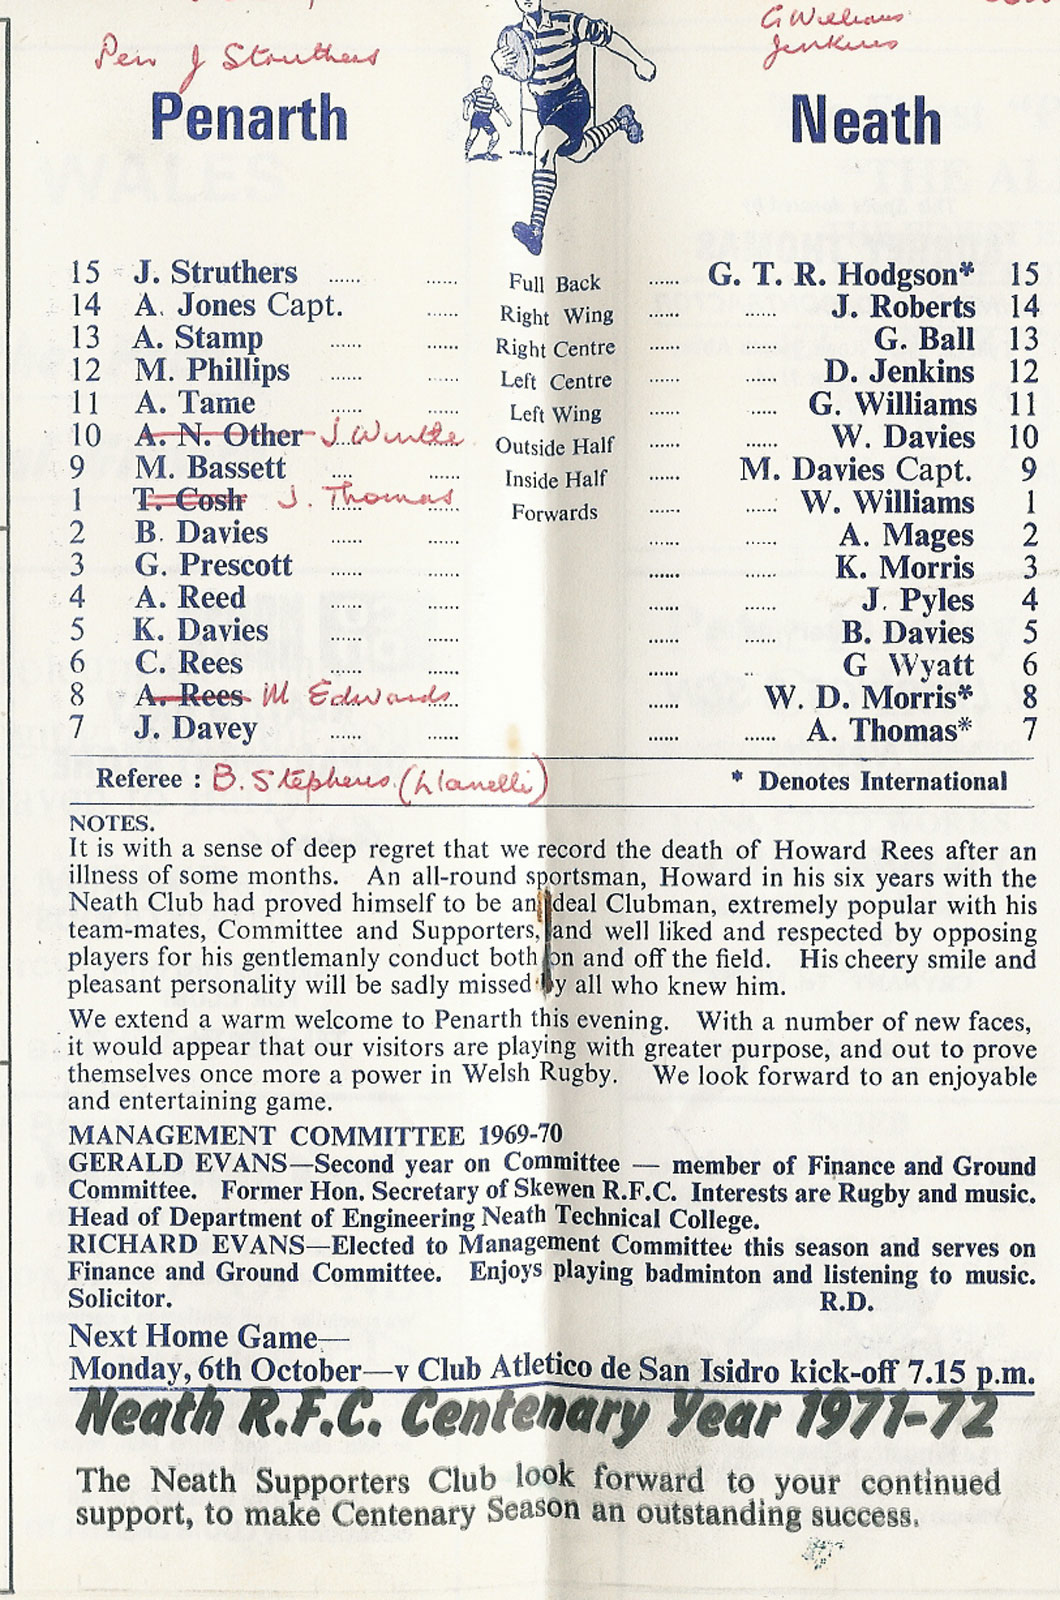 G Williams
Pen J Struthers
Jenkins
Penarth
Neath
15 J. Struthers ...... ...... Full Back ...... G. T. R. Hodgson* 15
14 A. Jones Capt. ...... Right Wing ...... ...... J. Roberts 14
13 A. Stamp ...... ...... Right Centre ...... ...... G. Ball 13
12 M. Phillips ...... ...... Left Centre ...... ...... D. Jenkins 12
11 A. Tame ...... ...... Left Wing ...... ...... G. Williams 11
10 A. N. Other J. ...... Outside Half ...... ...... W. Davies 10
9 M. Bassett .... ...... Inside Half ...... M. Davies Capt. 9
1 T. Cosh J. Thomas ...... ...... Forwards ...... ...... W. Williams 1
2 B. Davies ...... ...... ...... ...... A. Mages 2
3 G. Prescott ...... ...... ...... ...... K. Morris 3
4 A. Reed ...... ...... ...... ...... J. Pyles 4
5 K. Davies ...... ...... ...... ...... B. Davies 5
6 C. Rees ...... ...... ...... .. G Wyatt 6
8 A. Rees M Edwards ...... ...... ...... W. D. Morris* 8
7 J. Davey ...... ...... ...... ...... A. Thomas* 7
Referee : B. Stephens (Llanelli) * Denotes International
NOTES.
It is with a sense of deep regret that we record the death of Howard Rees after an
illness of some months. An all-round sportsman, Howard in his six years with the
Neath Club had proved himself to be an deal Clubman, extremely popular with his
team-mates, Committee and Supporters, and well liked and respected by opposing
players for his gentlemanly conduct both on and off the field. His cheery smile and
pleasant personality will be sadly missed by all who knew him.
We extend a warm welcome to Penarth this evening. With a number of new faces,
it would appear that our visitors are playing with greater purpose, and out to prove
themselves once more a power in Welsh Rugby. We look forward to an enjoyable
and entertaining game.
MANAGEMENT COMMITTEE 1969-70
GERALD EVANS—Second year on Committee — member of Finance and Ground
Committee. Former Hon. Secretary of Skewen R.F.C. Interests are Rugby and music.
Head of Department of Engineering Neath Technical College.
RICHARD EVANS—Elected to Management Committee this season and serves on
Finance and Ground Committee. Enjoys playing badminton and listening to music.
Solicitor. R.D.
Next Home Game—
Monday, 6th October—v Club Atletico de San Isidro kick-off 7.15 p.m.
Neath R.F.C. Centenary Year 1971-72
The Neath Supporters Club look forward to your continued
support, to make Centenary Season an outstanding success.